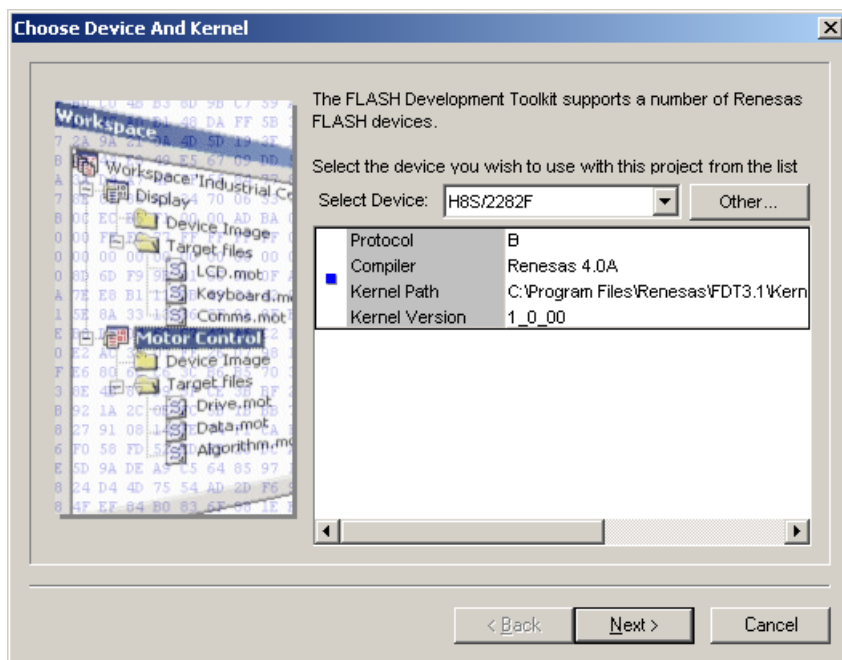 Choose Device And Kernel
The FLASH Development Toolkit supports a number of Renesas
FLASH devices.
Select the device you wish to use with this project from the list
Select Device: H8S/2282F Other...
Protocol B
Compiler Renesas 4.0A
Kernel Path C:\Program Files\Renesas\FDT3.1\Kern
Kernel Version 1_0_00
Workspace
Workspace "Industrial Co
Display
Device Image
Target files
LCD.mot
Keyboard.m
Comms.mot
Motor Control
Device Image
Target files
Drive.mot
Data.mot
Algorithm.mo
< Back
Next >
Cancel